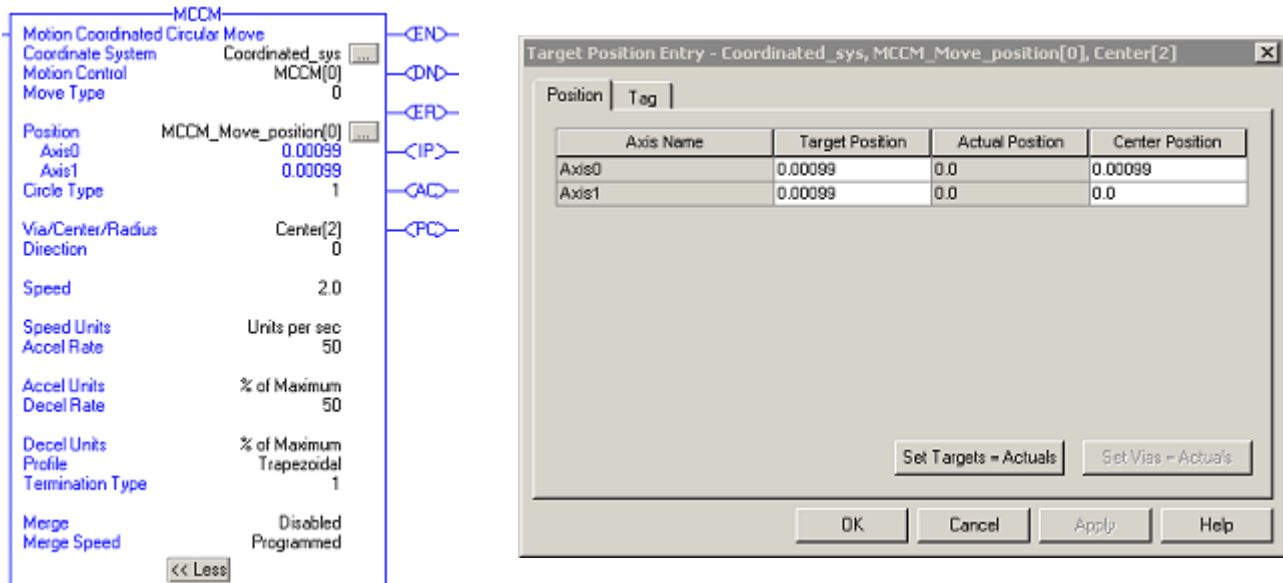 MCCM
Motion Coordinated Circular Move
Coordinate System Coordinated_sys ...
Motion Control MCCM[0]
Move Type 0
Position MCCM_Move_position[0] ...
Axis0 0.00099
Axis1 0.00099
Circle Type 1
Via/Center/Radius Center[2]
Direction 0
Speed 2.0
Speed Units Units per sec
Accel Rate 50
Accel Units % of Maximum
Decel Rate 50
Decel Units % of Maximum
Profile Trapezoidal
Termination Type 1
Merge Disabled
Merge Speed Programmed
<< Less
EN
DN
ER
IP
AC
PC
Target Position Entry - Coordinated_sys, MCCM_Move_position[0], Center[2]
Position Tag
Axis Name Target Position Actual Position Center Position
Axis0 0.00099 0.0 0.00099
Axis1 0.00099 0.0 0.0
Set Targets = Actuals Set Vias = Actuals
OK Cancel Apply Help